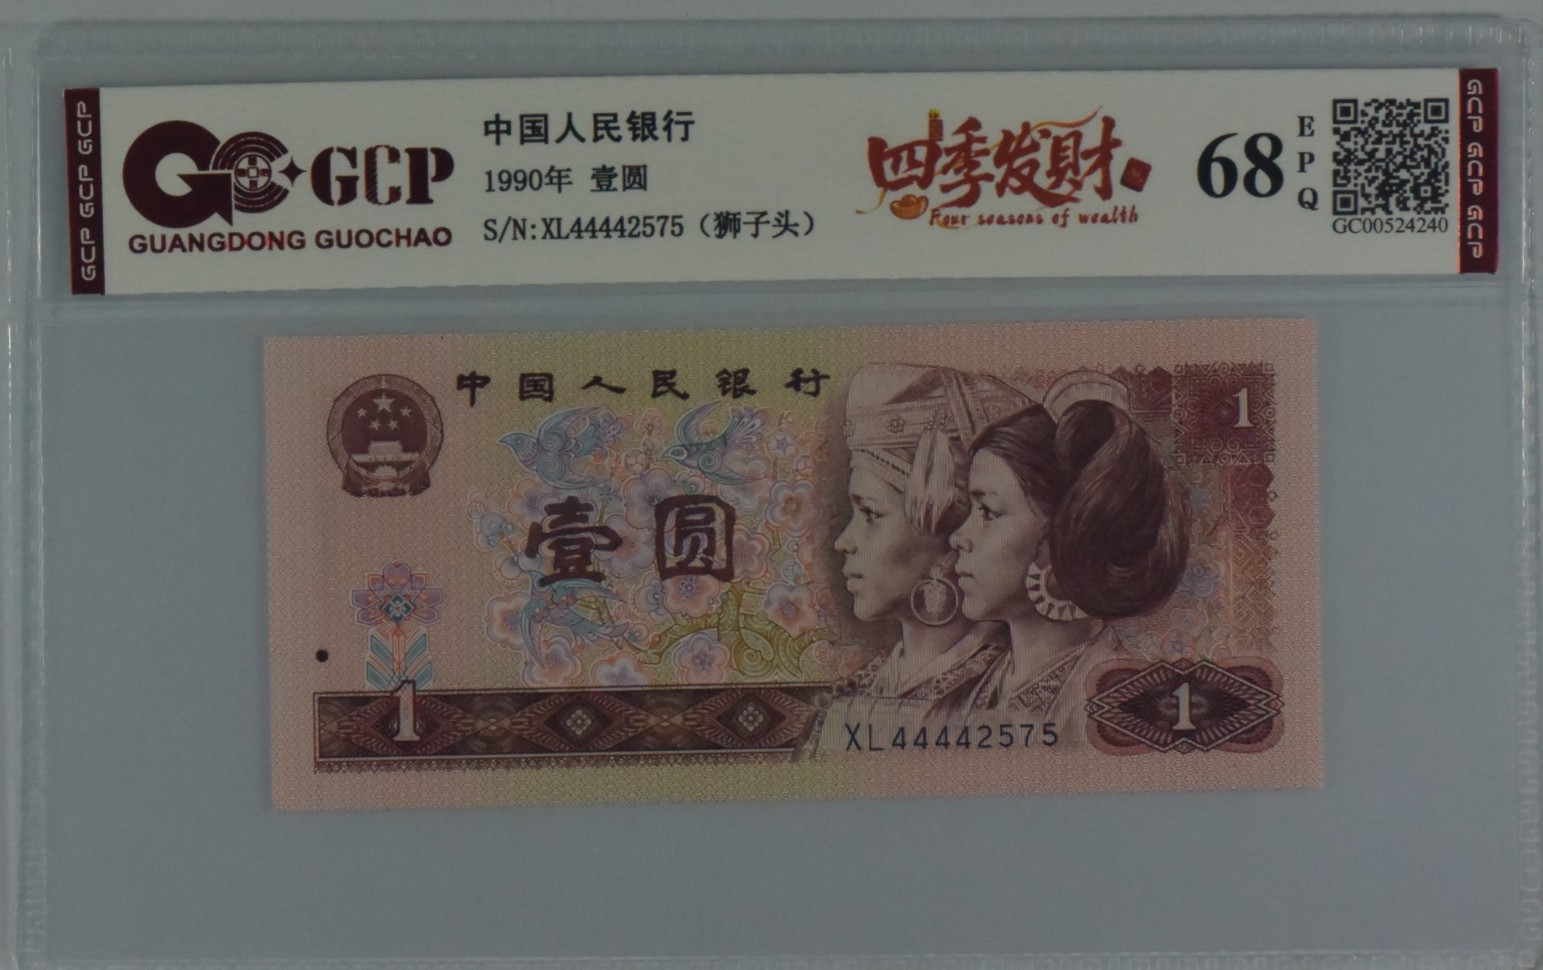 GCP GCP GCP
GCP
GUANGDONG GUOCHAO
中国人民银行
1990年 壹圆
S/N:XL44442575（狮子头）
四季发财
Four seasons of wealth
68
EPQ
GC00524240
GCP GCP GCP
中国人民银行
1
壹圆
1
XL44442575
1